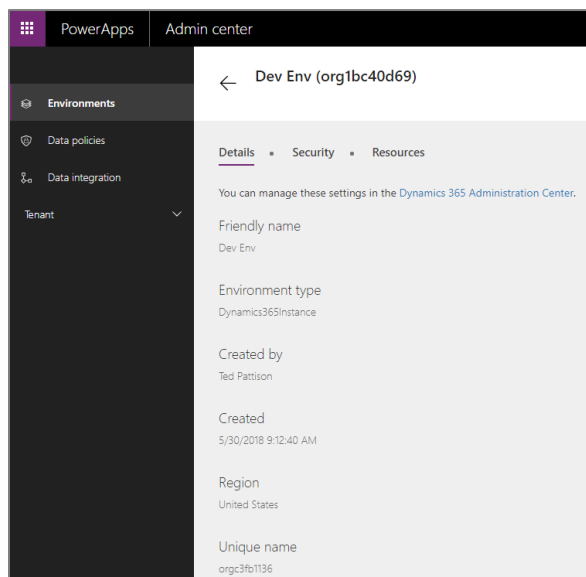 PowerApps
Admin center
Environments
Data policies
Data integration
Tenant
Dev Env (org1bc40d69)
Details
Security
Resources
You can manage these settings in the Dynamics 365 Administration Center.
Friendly name
Dev Env
Environment type
Dynamics365Instance
Created by
Ted Pattison
Created
5/30/2018 9:12:40 AM
Region
United States
Unique name
orgc3fb1136